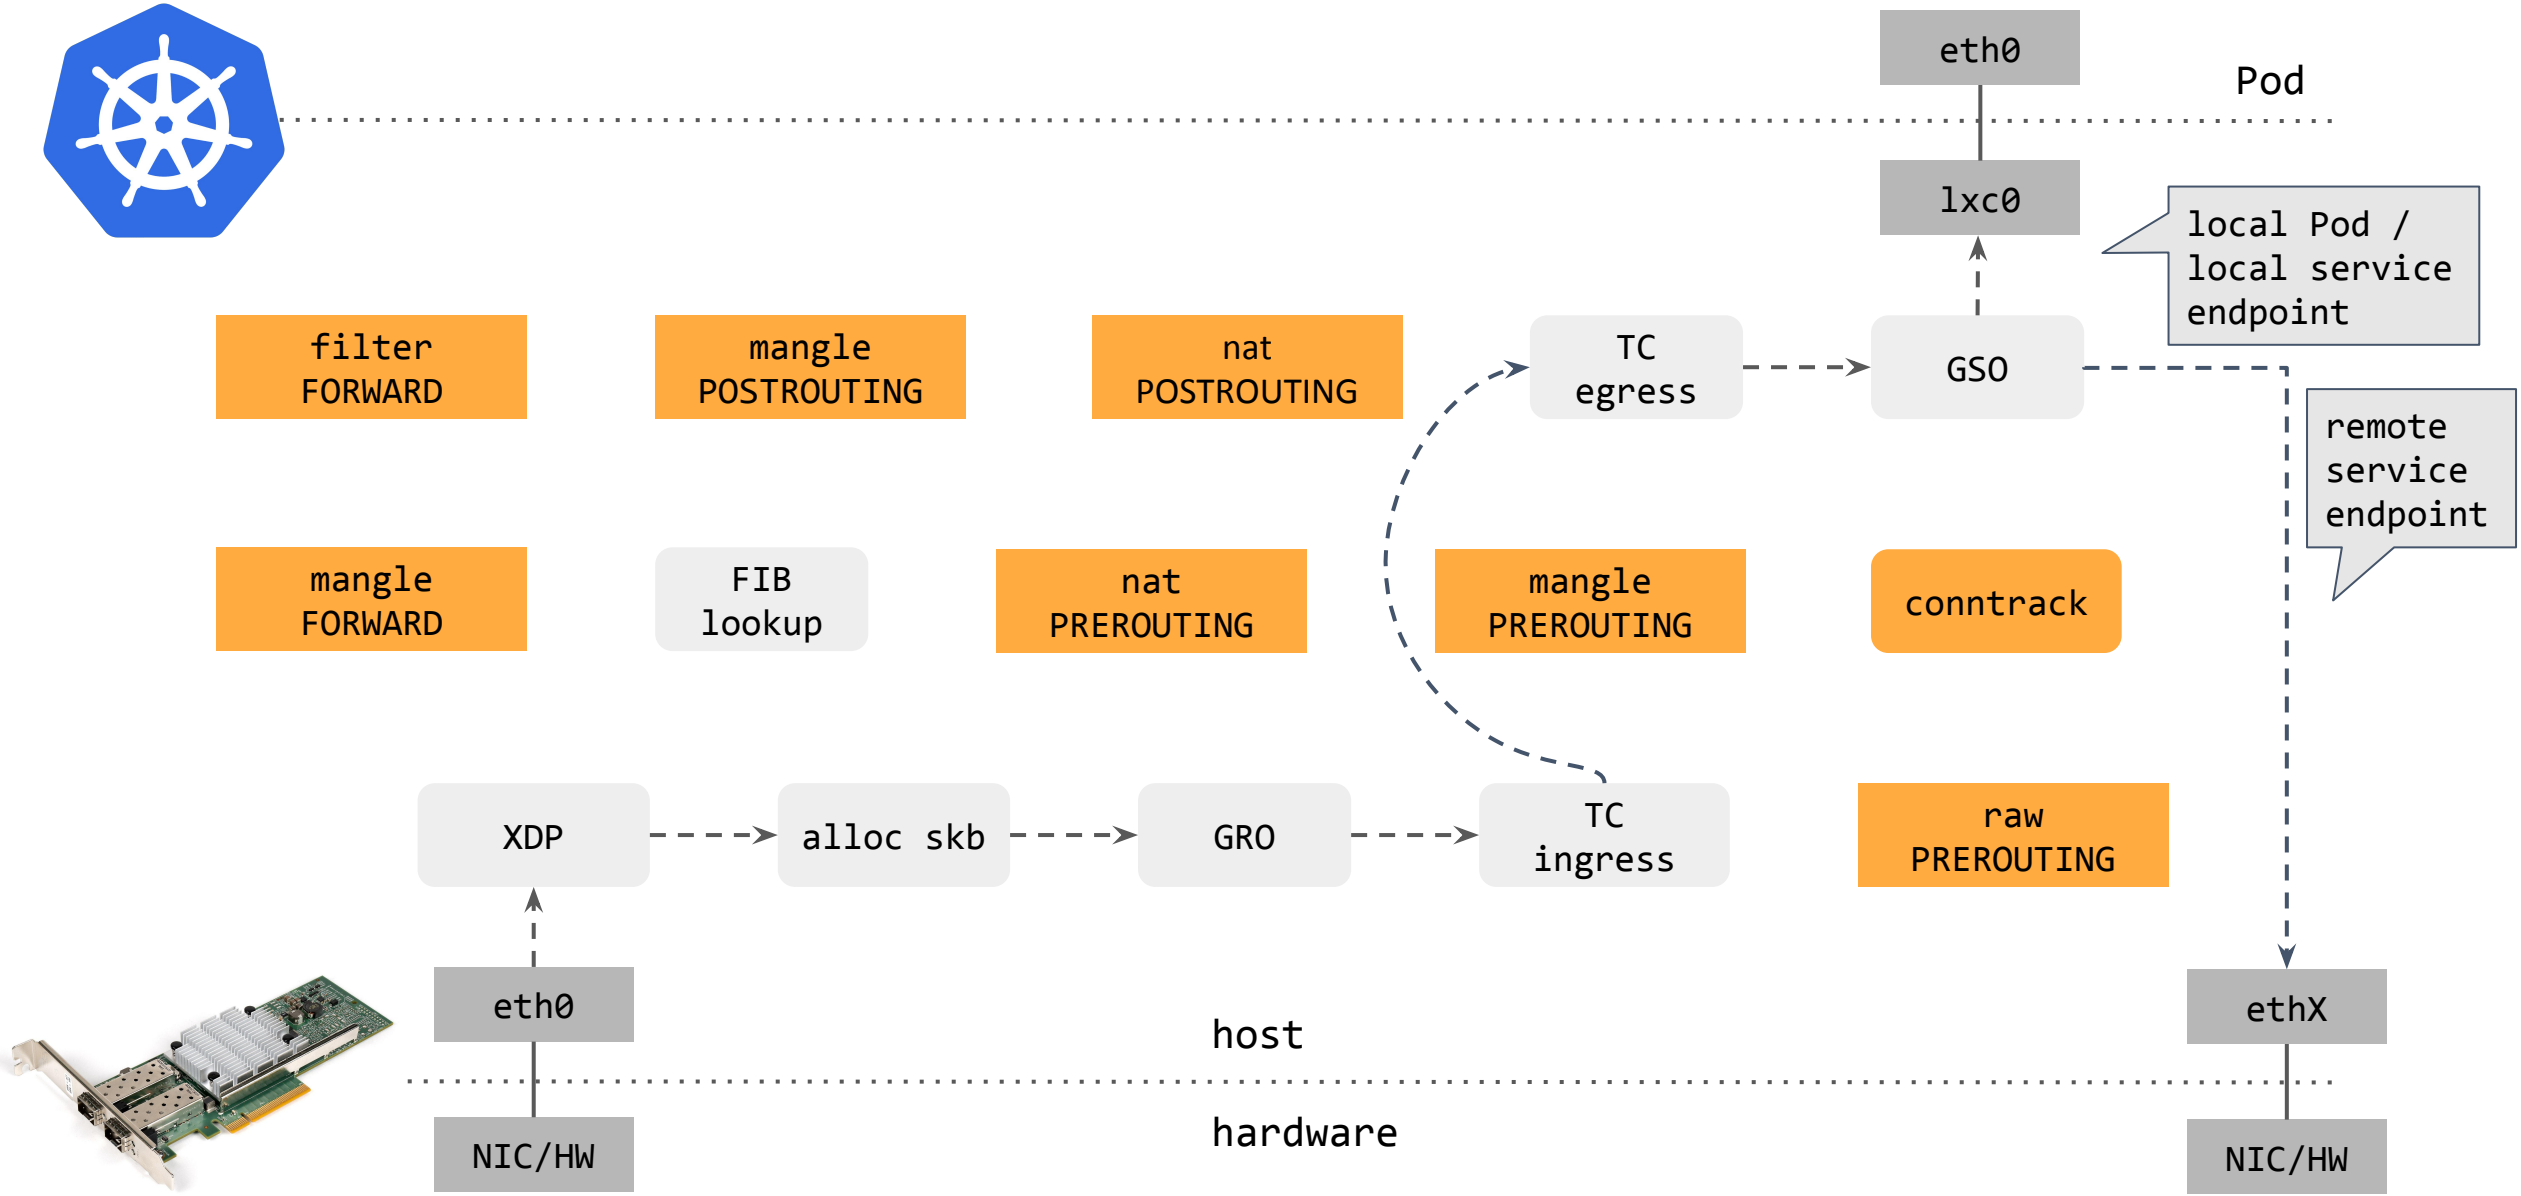 eth0
Pod
lxc0
local Pod /
local service
endpoint
filter
FORWARD
mangle
POSTROUTING
nat
POSTROUTING
TC
egress
GSO
remote
service
endpoint
mangle
FORWARD
FIB
lookup
nat
PREROUTING
mangle
PREROUTING
conntrack
XDP
alloc skb
GRO
TC
ingress
raw
PREROUTING
eth0
host
ethX
hardware
NIC/HW
NIC/HW